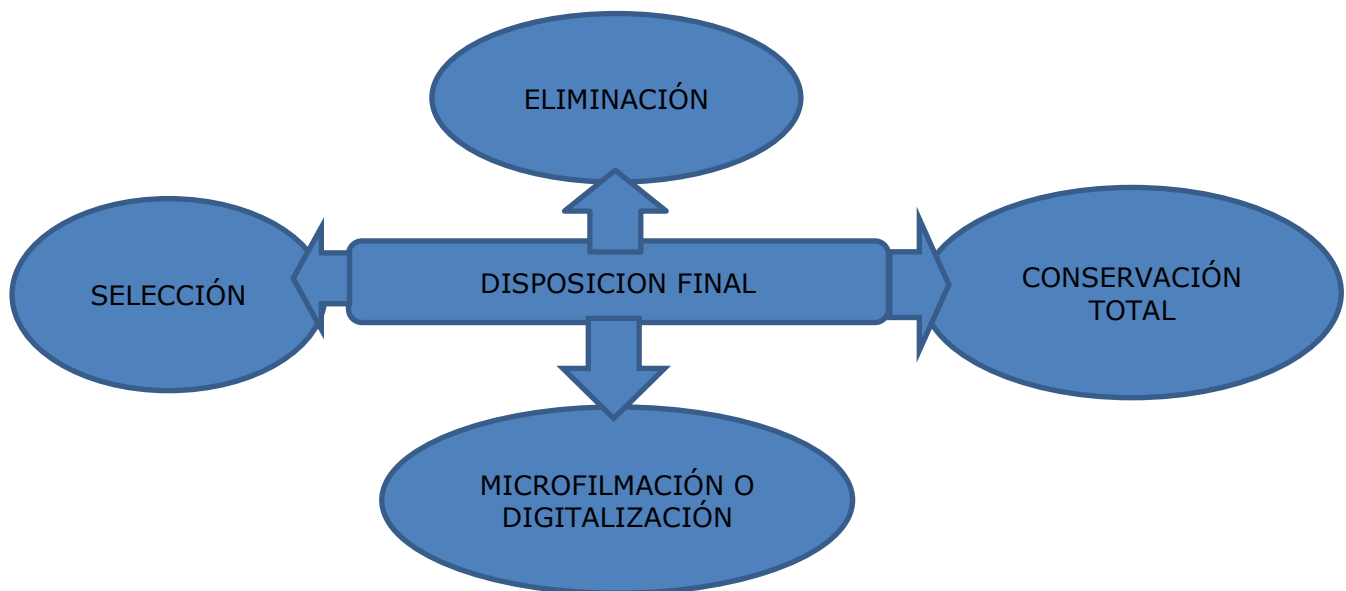 ELIMINACIÓN
SELECCIÓN
DISPOSICION FINAL
CONSERVACIÓN
TOTAL
MICROFILMACIÓN O
DIGITALIZACIÓN